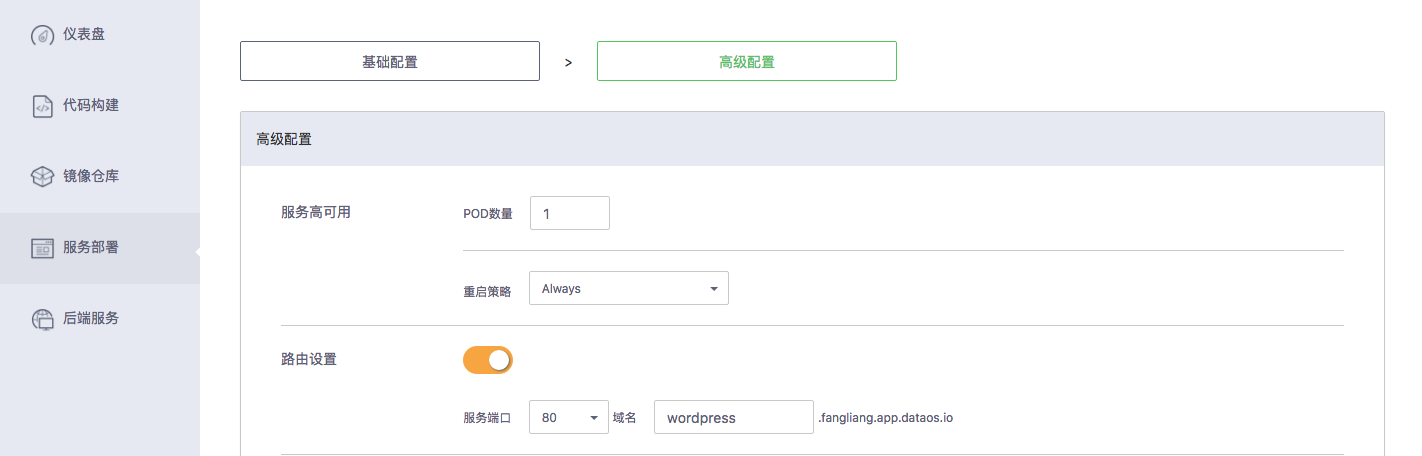 仪表盘
代码构建
镜像仓库
服务部署
后端服务
基础配置 > 高级配置
高级配置
服务高可用 POD数量 1
重启策略 Always
路由设置
服务端口 80 域名 wordpress .fangliang.app.dataos.io